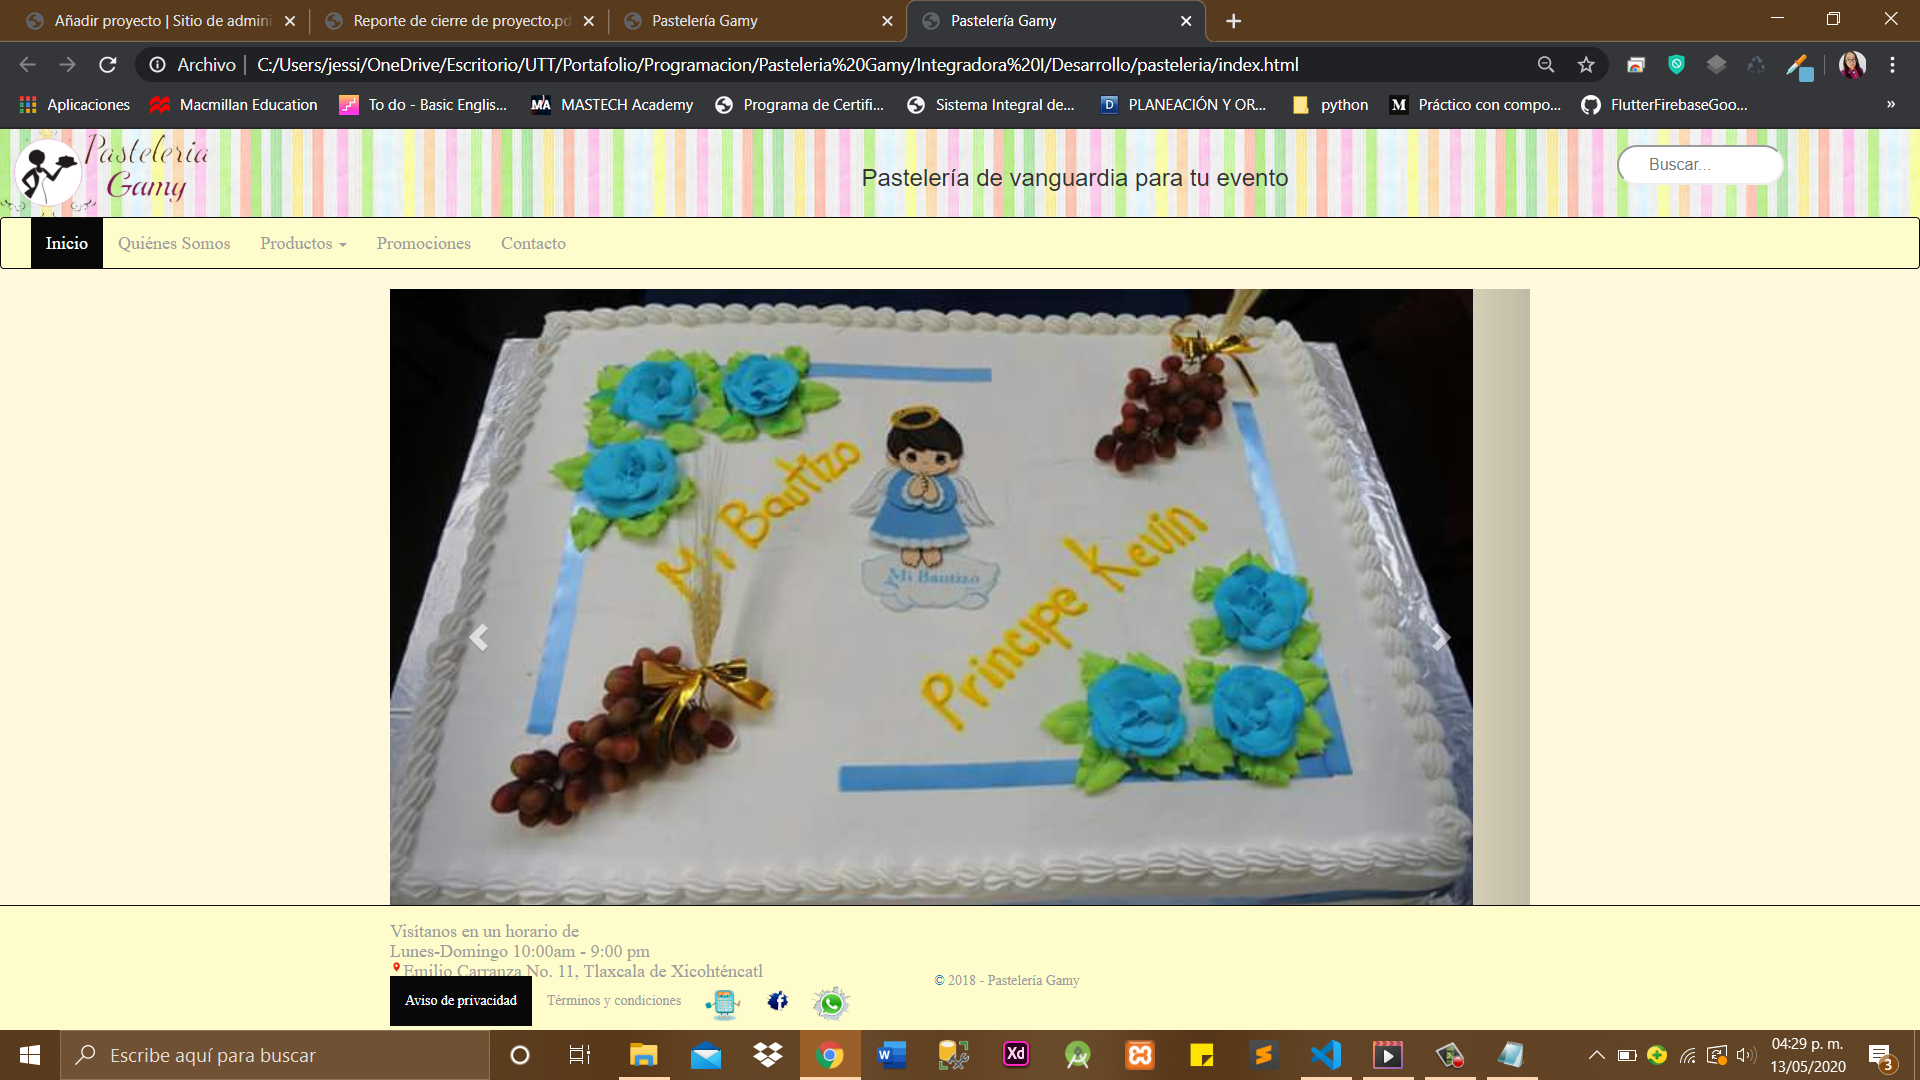 Añadir proyecto | Sitio de admini
Reporte de cierre de proyecto.pd
Pastelería Gamy
Pastelería Gamy
Archivo
C:/Users/jessi/OneDrive/Escritorio/UTT/Portafolio/Programacion/Pasteleria%20Gamy/Integradora%20I/Desarrollo/pasteleria/index.html
Aplicaciones
Macmillan Education
To do - Basic Englis...
MASTECH Academy
Programa de Certifi...
Sistema Integral de...
PLANEACIÓN Y OR...
python
Práctico con compo...
FlutterFirebaseGoo...
»
Pasteleria
Gamy
Pastelería de vanguardia para tu evento
Buscar...
Inicio
Quiénes Somos
Productos
Promociones
Contacto
Mi Bautizo
Mi Bautizo
Principe Kevin
Visítanos en un horario de
Lunes-Domingo 10:00am - 9:00 pm
Emilio Carranza No. 11, Tlaxcala de Xicohténcatl
© 2018 - Pastelería Gamy
Aviso de privacidad
Términos y condiciones
Escribe aquí para buscar
04:29 p. m.
13/05/2020
3